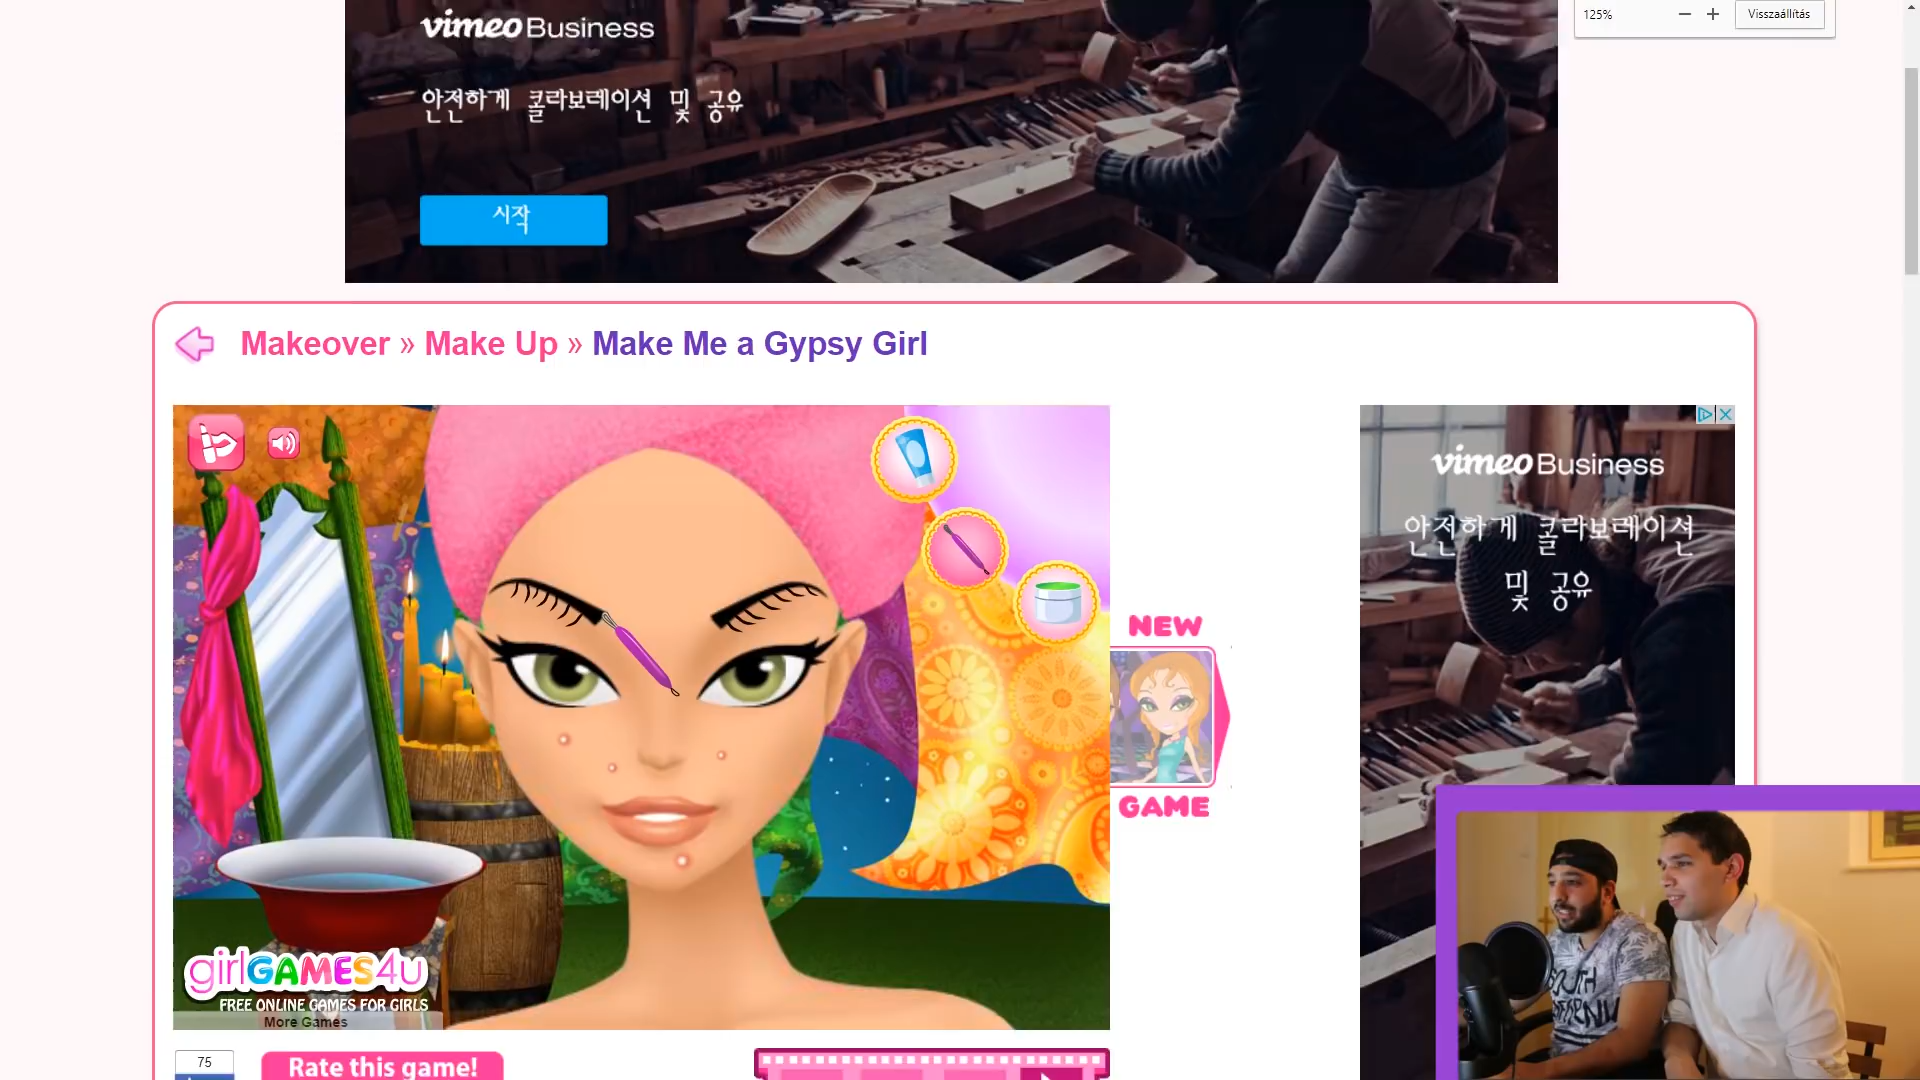 vimeo Business
125%
Visszaállítás
안전하게 콜라보레이션 및 공유
시작
Makeover » Make Up » Make Me a Gypsy Girl
vimeo Business
안전하게 콜라보레이션
및 공유
NEW
GAME
girlGAMES4u
FREE ONLINE GAMES FOR GIRLS
More Games
75
Rate this game!